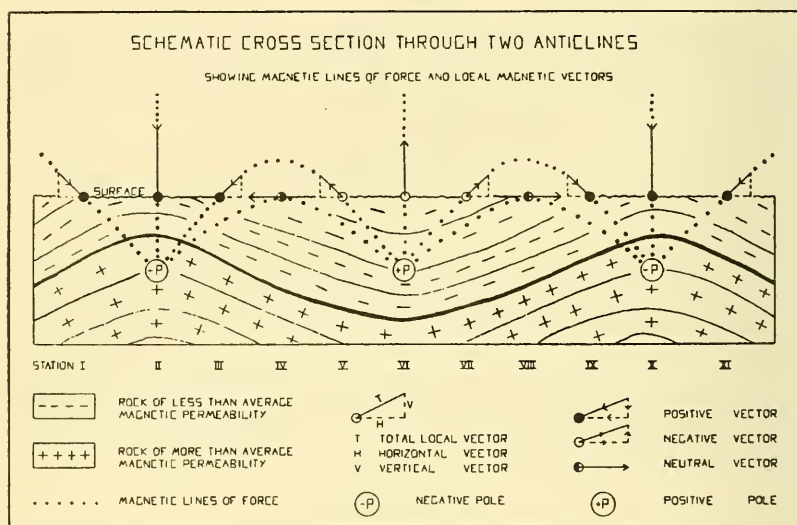 SCHEMATIC CROSS SECTION THROUGH TWO ANTICLINES
SHOWING MAGNETIC LINES OF FORCE AND LOCAL MAGNETIC VECTORS
SURFACE
-P +P -P
STATION I II III IV V VI VII VIII IX X XI
ROCK OF LESS THAN AVERAGE
MAGNETIC PERMEABILITY
ROCK OF MORE THAN AVERAGE
MAGNETIC PERMEABILITY
MAGNETIC LINES OF FORCE
T V
H
T TOTAL LOCAL VECTOR
H HORIZONTAL VECTOR
V VERTICAL VECTOR
-P NEGATIVE POLE
POSITIVE VECTOR
NEGATIVE VECTOR
NEUTRAL VECTOR
+P POSITIVE POLE